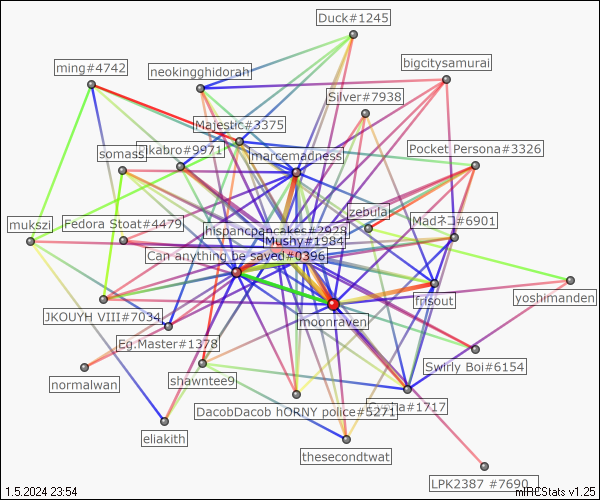 Duck#1245
bigcitysamurai
ming#4742
neokingghidorah
Silver#7938
Majestic#3375
Pocket Persona#3326
somass
marcemadness
zebula
Madネコ#6901
mukszi
Fedora Stoat#4479
hispancpancakes#2928
Mushy#1984
Can anything be saved#0396
frisout
yoshimanden
JKOUYH VIII#7034
moonraven
Eg.Master#1378
Swirly Boi#6154
normalwan
shawntee9
DacobDacob hORNY police#5271
#1717
eliakith
thesecondtwat
LPK2387 #7690
1.5.2024 23:54
mIRCStats v1.25